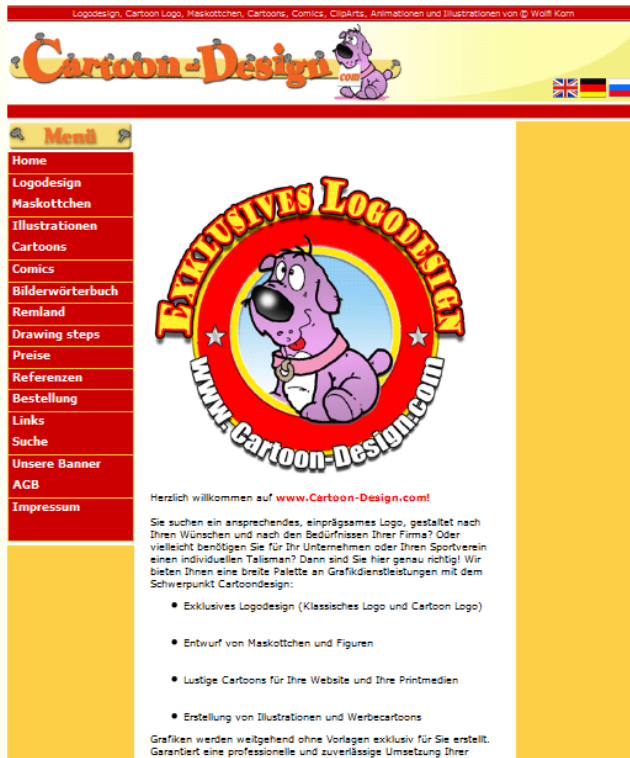 Logodesign, Cartoon Logo, Maskottchen, Cartoons, Comics, ClipArts, Animationen und Illustrationen von © Wolfi Korn
Cartoon-Design
com
Menü
Home
Logodesign
Maskottchen
Illustrationen
Cartoons
Comics
Bilderwörterbuch
Remland
Drawing steps
Preise
Referenzen
Bestellung
Links
Suche
Unsere Banner
AGB
Impressum
Exklusives Logodesign
www.Cartoon-Design.com
Herzlich willkommen auf www.Cartoon-Design.com!
Sie suchen ein ansprechendes, einprägsames Logo, gestaltet nach
Ihren Wünschen und nach den Bedürfnissen Ihrer Firma? Oder
vielleicht benötigen Sie für Ihr Unternehmen oder Ihren Sportverein
einen individuellen Talisman? Dann sind Sie hier genau richtig! Wir
bieten Ihnen eine breite Palette an Grafikdienstleistungen mit dem
Schwerpunkt Cartoondesign:
• Exklusives Logodesign (Klassisches Logo und Cartoon Logo)
• Entwurf von Maskottchen und Figuren
• Lustige Cartoons für Ihre Website und Ihre Printmedien
• Erstellung von Illustrationen und Werbecartoons
Grafiken werden weitgehend ohne Vorlagen exklusiv für Sie erstellt.
Garantiert eine professionelle und zuverlässige Umsetzung Ihrer